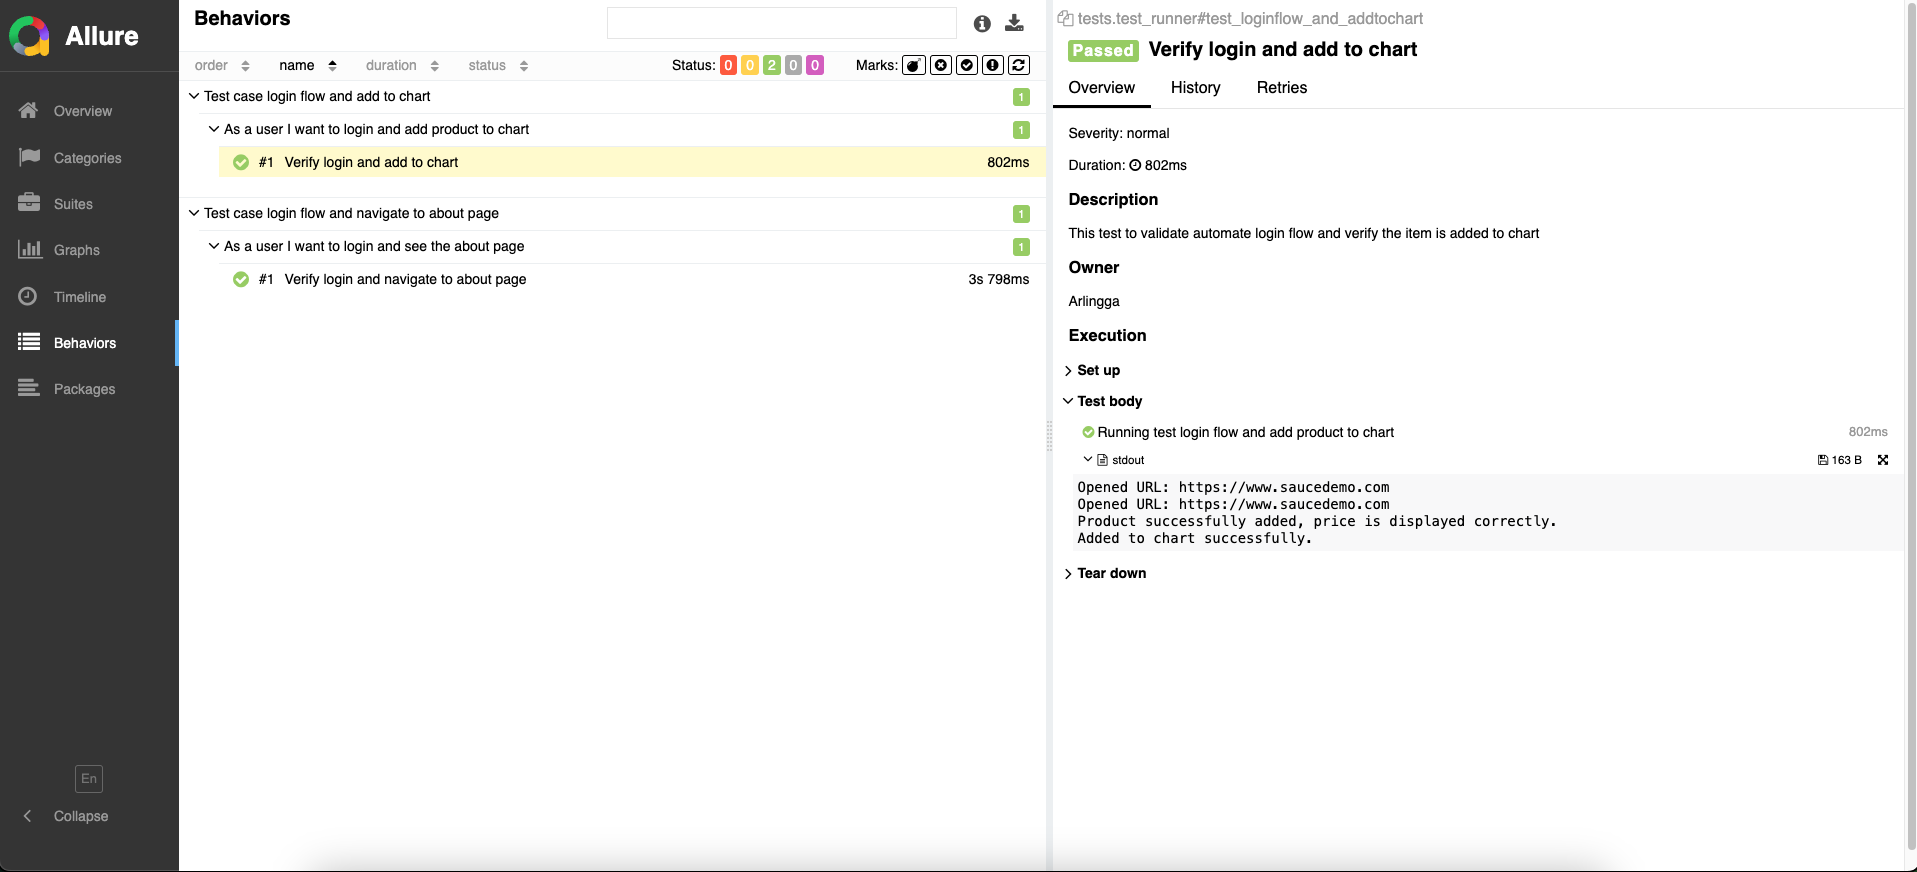 Allure
Overview
Categories
Suites
Graphs
Timeline
Behaviors
Packages
En
Collapse
Behaviors
order name duration status Status: 0 0 2 0 0 Marks:
Test case login flow and add to chart 1
As a user I want to login and add product to chart 1
#1 Verify login and add to chart 802ms
Test case login flow and navigate to about page 1
As a user I want to login and see the about page 1
#1 Verify login and navigate to about page 3s 798ms
tests.test_runner#test_loginflow_and_addtochart
Passed Verify login and add to chart
Overview History Retries
Severity: normal
Duration: 802ms
Description
This test to validate automate login flow and verify the item is added to chart
Owner
Arlingga
Execution
Set up
Test body
Running test login flow and add product to chart 802ms
stdout 163 B
Opened URL: https://www.saucedemo.com
Opened URL: https://www.saucedemo.com
Product successfully added, price is displayed correctly.
Added to chart successfully.
Tear down